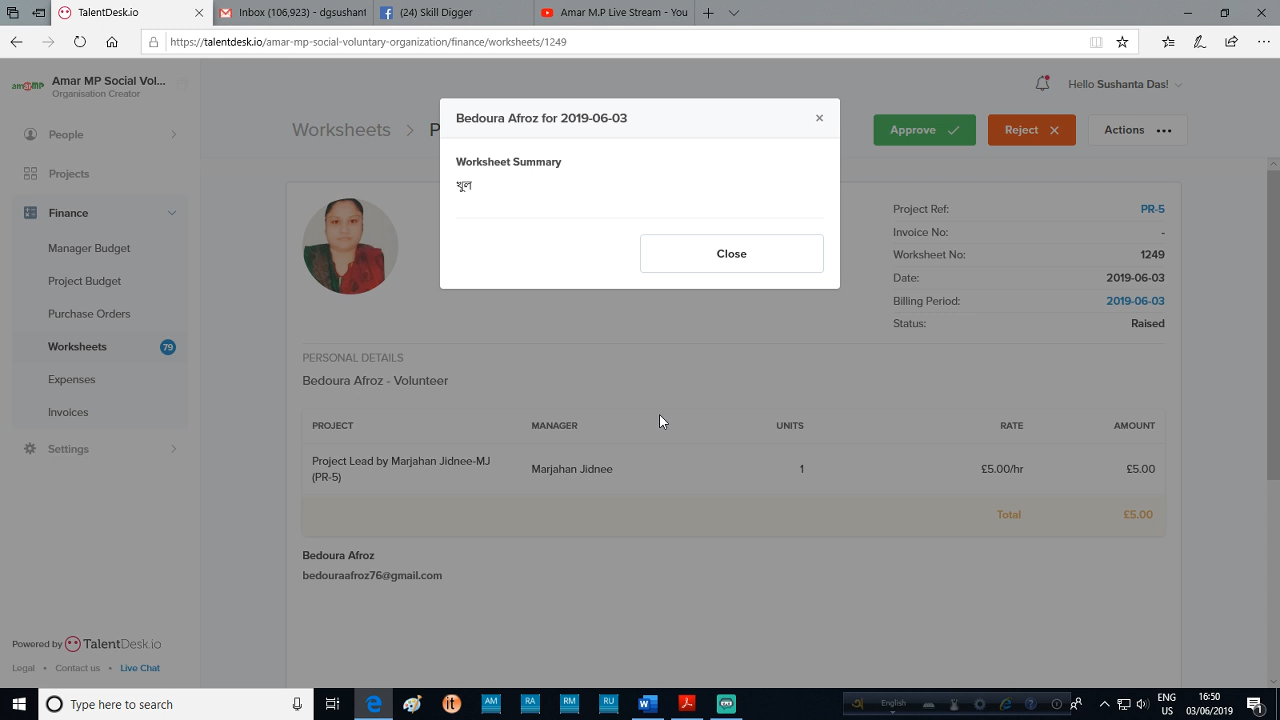 TalentDesk.io
Inbox (106,923) - dgsushan
(24) Skill Digger
Amar M.P Live Stream - You
https://talentdesk.io/amar-mp-social-voluntary-organization/finance/worksheets/1249
amarMP
Amar MP Social Vol...
Organisation Creator
People
Projects
Finance
Manager Budget
Project Budget
Purchase Orders
Worksheets 79
Expenses
Invoices
Settings
Powered by TalentDesk.io
Legal • Contact us • Live Chat
Hello Sushanta Das!
Worksheets > P
Approve
Reject
Actions
Bedoura Afroz for 2019-06-03
Worksheet Summary
খুল
Close
Project Ref: PR-5
Invoice No: -
Worksheet No: 1249
Date: 2019-06-03
Billing Period: 2019-06-03
Status: Raised
PERSONAL DETAILS
Bedoura Afroz - Volunteer
PROJECT MANAGER UNITS RATE AMOUNT
Project Lead by Marjahan Jidnee-MJ
(PR-5)
Marjahan Jidnee 1 £5.00/hr £5.00
Total £5.00
Bedoura Afroz
bedouraafroz76@gmail.com
Type here to search
AM RA RM RU
English
ENG
US
16:50
03/06/2019